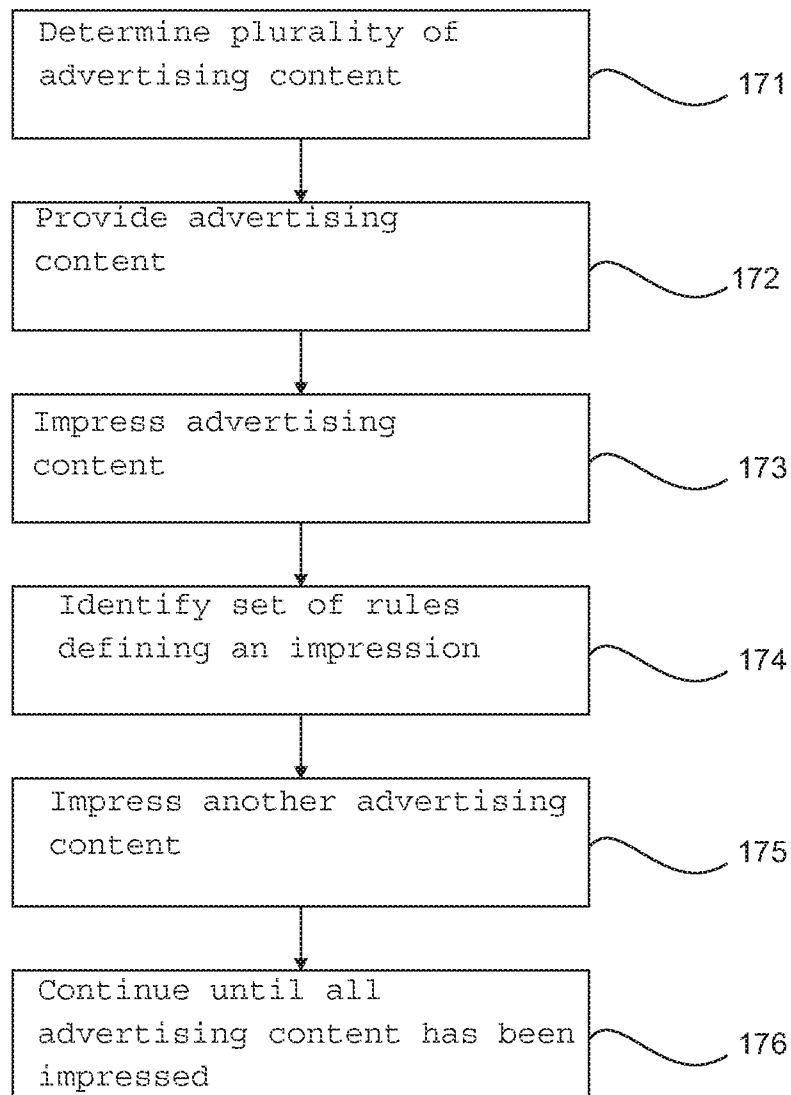 Determine plurality of
advertising content
171
Provide advertising
content
172
Impress advertising
content
173
Identify set of rules
defining an impression
174
Impress another advertising
content
175
Continue until all
advertising content has been
impressed
176